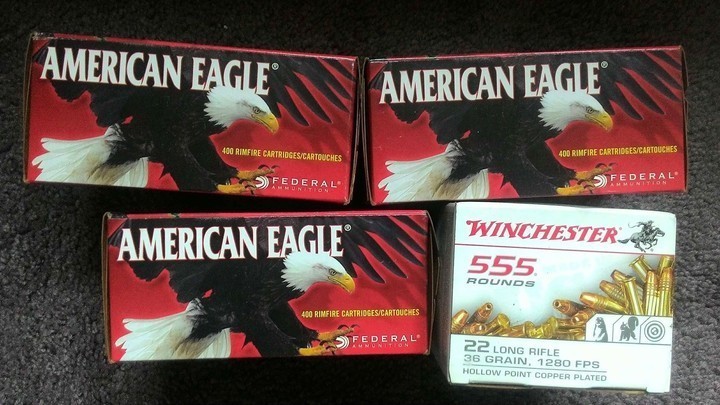 AMERICAN EAGLE®
400 RIMFIRE CARTRIDGES/CARTOUCHES
FEDERAL®
AMMUNITION
AMERICAN EAGLE®
400 RIMFIRE CARTRIDGES/CARTOUCHES
FEDERAL®
AMMUNITION
AMERICAN EAGLE®
400 RIMFIRE CARTRIDGES/CARTOUCHES
FEDERAL®
AMMUNITION
WINCHESTER
555
ROUNDS
22 LONG RIFLE
36 GRAIN, 1280 FPS
HOLLOW POINT COPPER PLATED